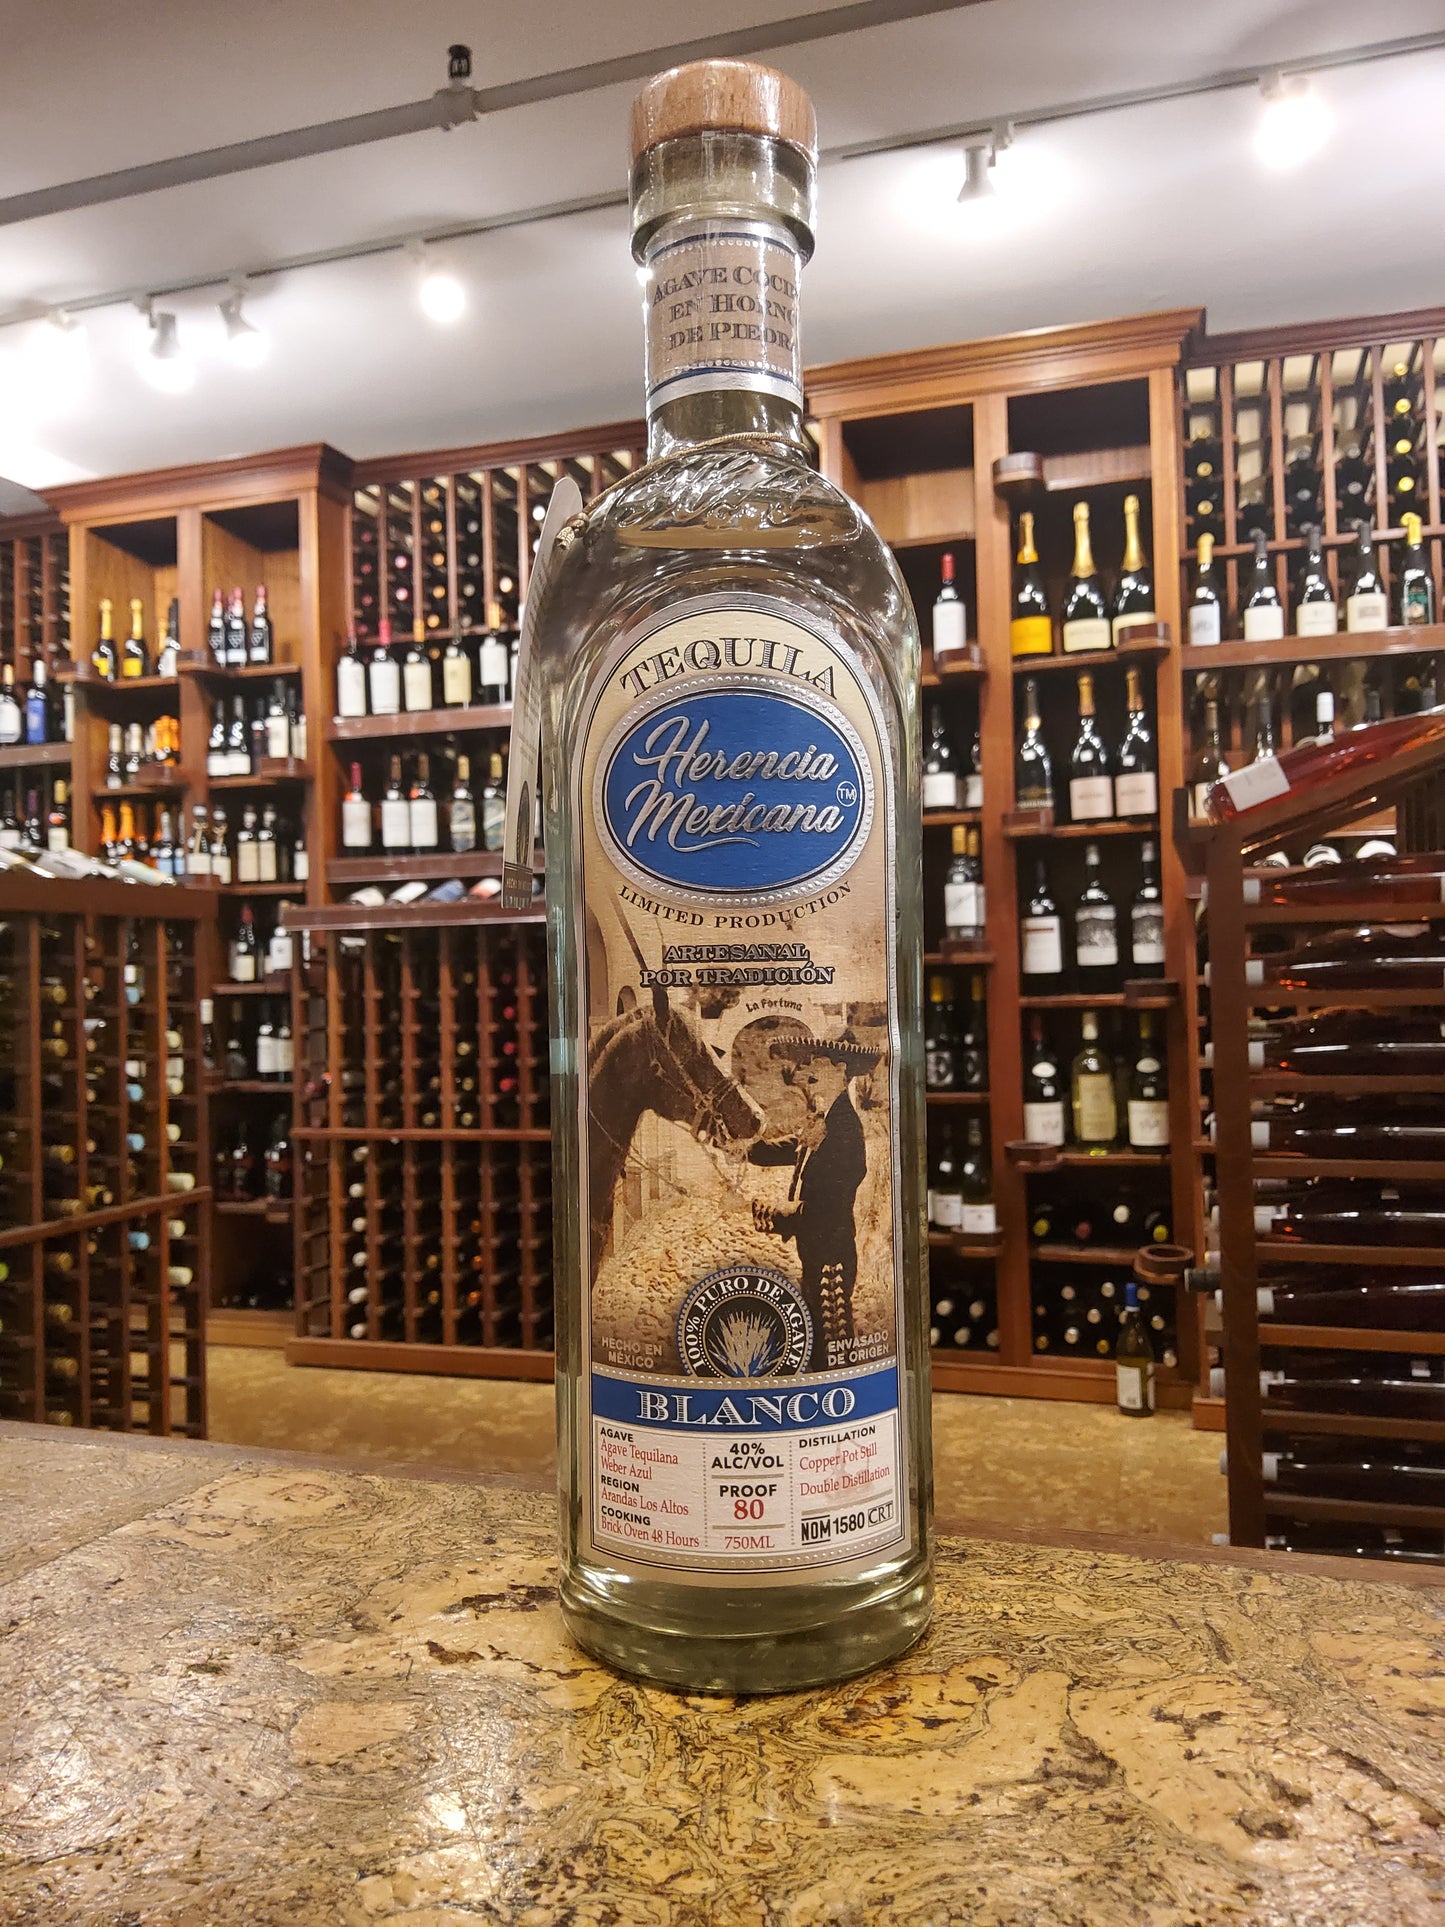 AGAVE COCI
EN HORNO
DE PIEDR
TEQUILA
Herencia
Mexicana TM
LIMITED PRODUCTION
ARTESANAL
POR TRADICIÓN
La Fortuna
100% PURO DE AGAVE
HECHO EN
MÉXICO
ENVASADO
DE ORIGEN
BLANCO
AGAVE
Agave Tequilana
Weber Azul
REGION
Arandas Los Altos
COOKING
Brick Oven 48 Hours
40%
ALC/VOL
PROOF
80
750ML
DISTILLATION
Copper Pot Still
Double Distillation
NOM 1580 CRT